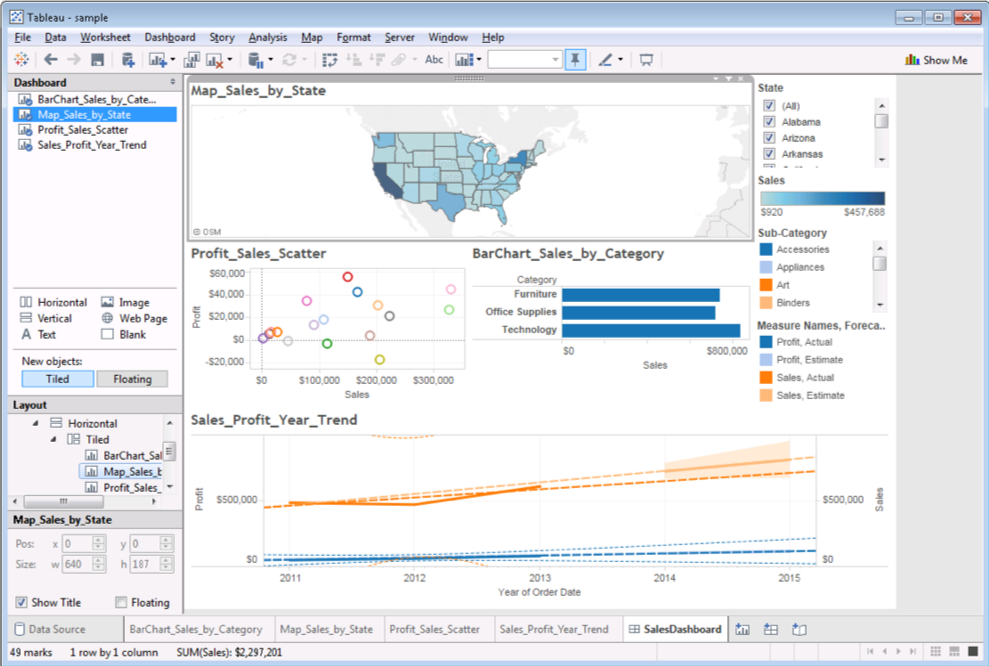 Tableau - sample
File Data Worksheet Dashboard Story Analysis Map Format Server Window Help
Abc Show Me
Dashboard
BarChart_Sales_by_Cate...
Map_Sales_by_State
Profit_Sales_Scatter
Sales_Profit_Year_Trend
Horizontal Image
Vertical Web Page
A Text Blank
New objects:
Tiled Floating
Layout
Horizontal
Tiled
BarChart_Sal
Map_Sales_b
Profit_Sales_
Map_Sales_by_State
Pos: x 0 y 0
Size: w 640 h 187
Show Title Floating
Map_Sales_by_State
© OSM
State
(All)
Alabama
Arizona
Arkansas
Sales
$920 $457,688
Sub-Category
Accessories
Appliances
Art
Binders
Measure Names, Foreca..
Profit, Actual
Profit, Estimate
Sales, Actual
Sales, Estimate
Profit_Sales_Scatter
$60,000
$40,000
$20,000
$0
-$20,000
Profit
$0 $100,000 $200,000 $300,000
Sales
BarChart_Sales_by_Category
Category
Furniture
Office Supplies
Technology
$0 $800,000
Sales
Sales_Profit_Year_Trend
Profit
$500,000 $500,000
Sales
$0 $0
2011 2012 2013 2014 2015
Year of Order Date
Data Source BarChart_Sales_by_Category Map_Sales_by_State Profit_Sales_Scatter Sales_Profit_Year_Trend SalesDashboard
49 marks 1 row by 1 column SUM(Sales): $2,297,201